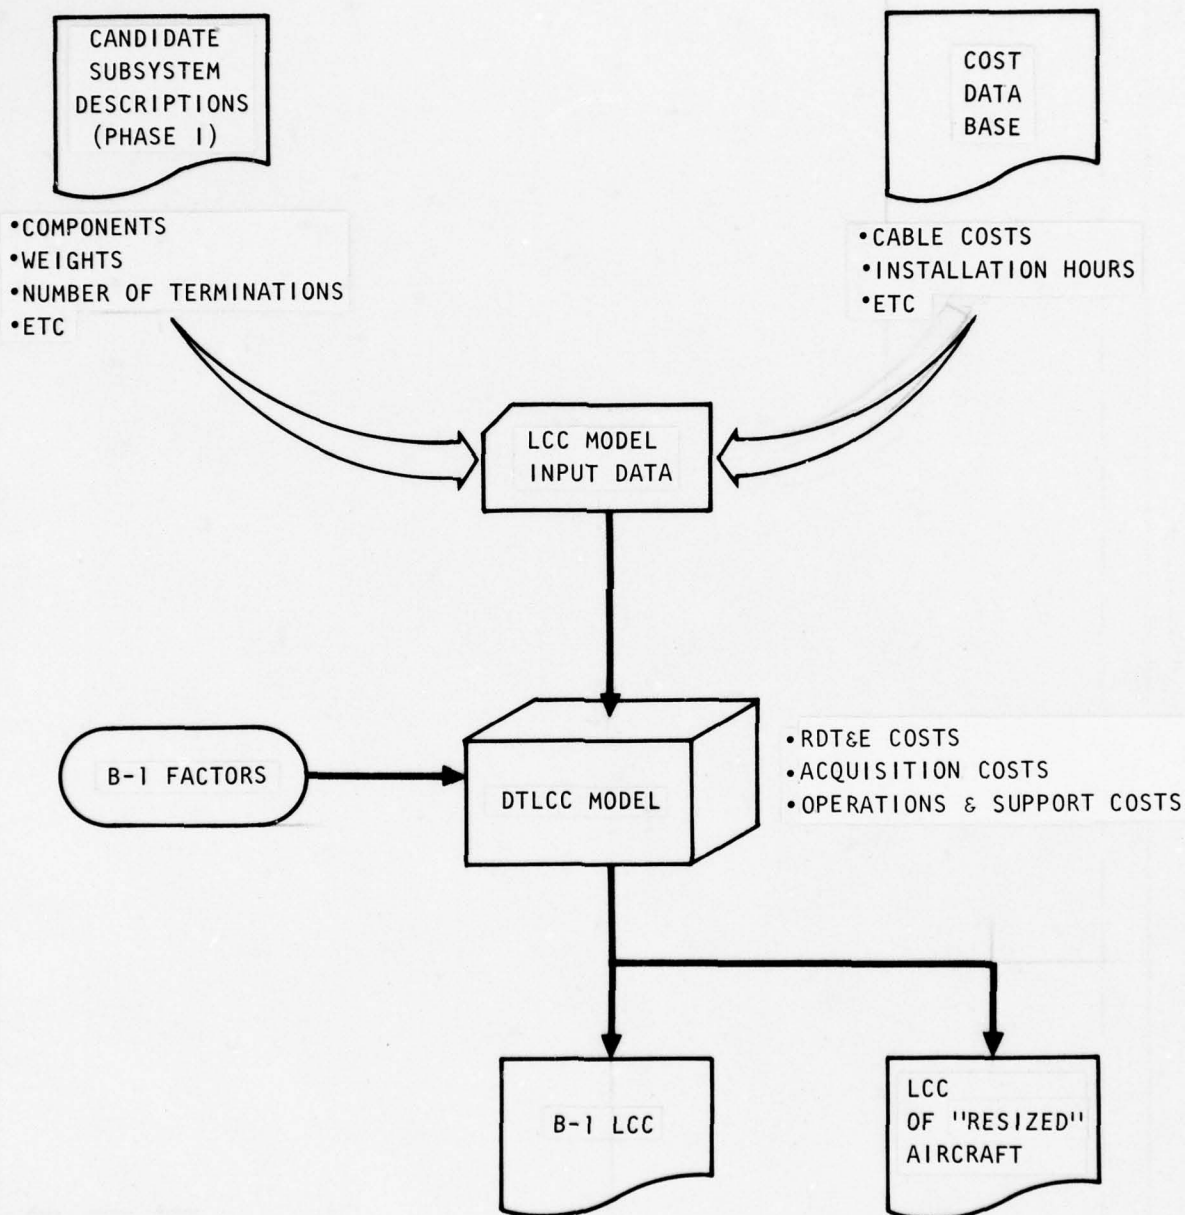 CANDIDATE
SUBSYSTEM
DESCRIPTIONS
(PHASE I)
•COMPONENTS
•WEIGHTS
•NUMBER OF TERMINATIONS
•ETC
COST
DATA
BASE
•CABLE COSTS
•INSTALLATION HOURS
•ETC
LCC MODEL
INPUT DATA
B-1 FACTORS
DTLCC MODEL
•RDT&E COSTS
•ACQUISITION COSTS
•OPERATIONS & SUPPORT COSTS
B-1 LCC
LCC
OF "RESIZED"
AIRCRAFT